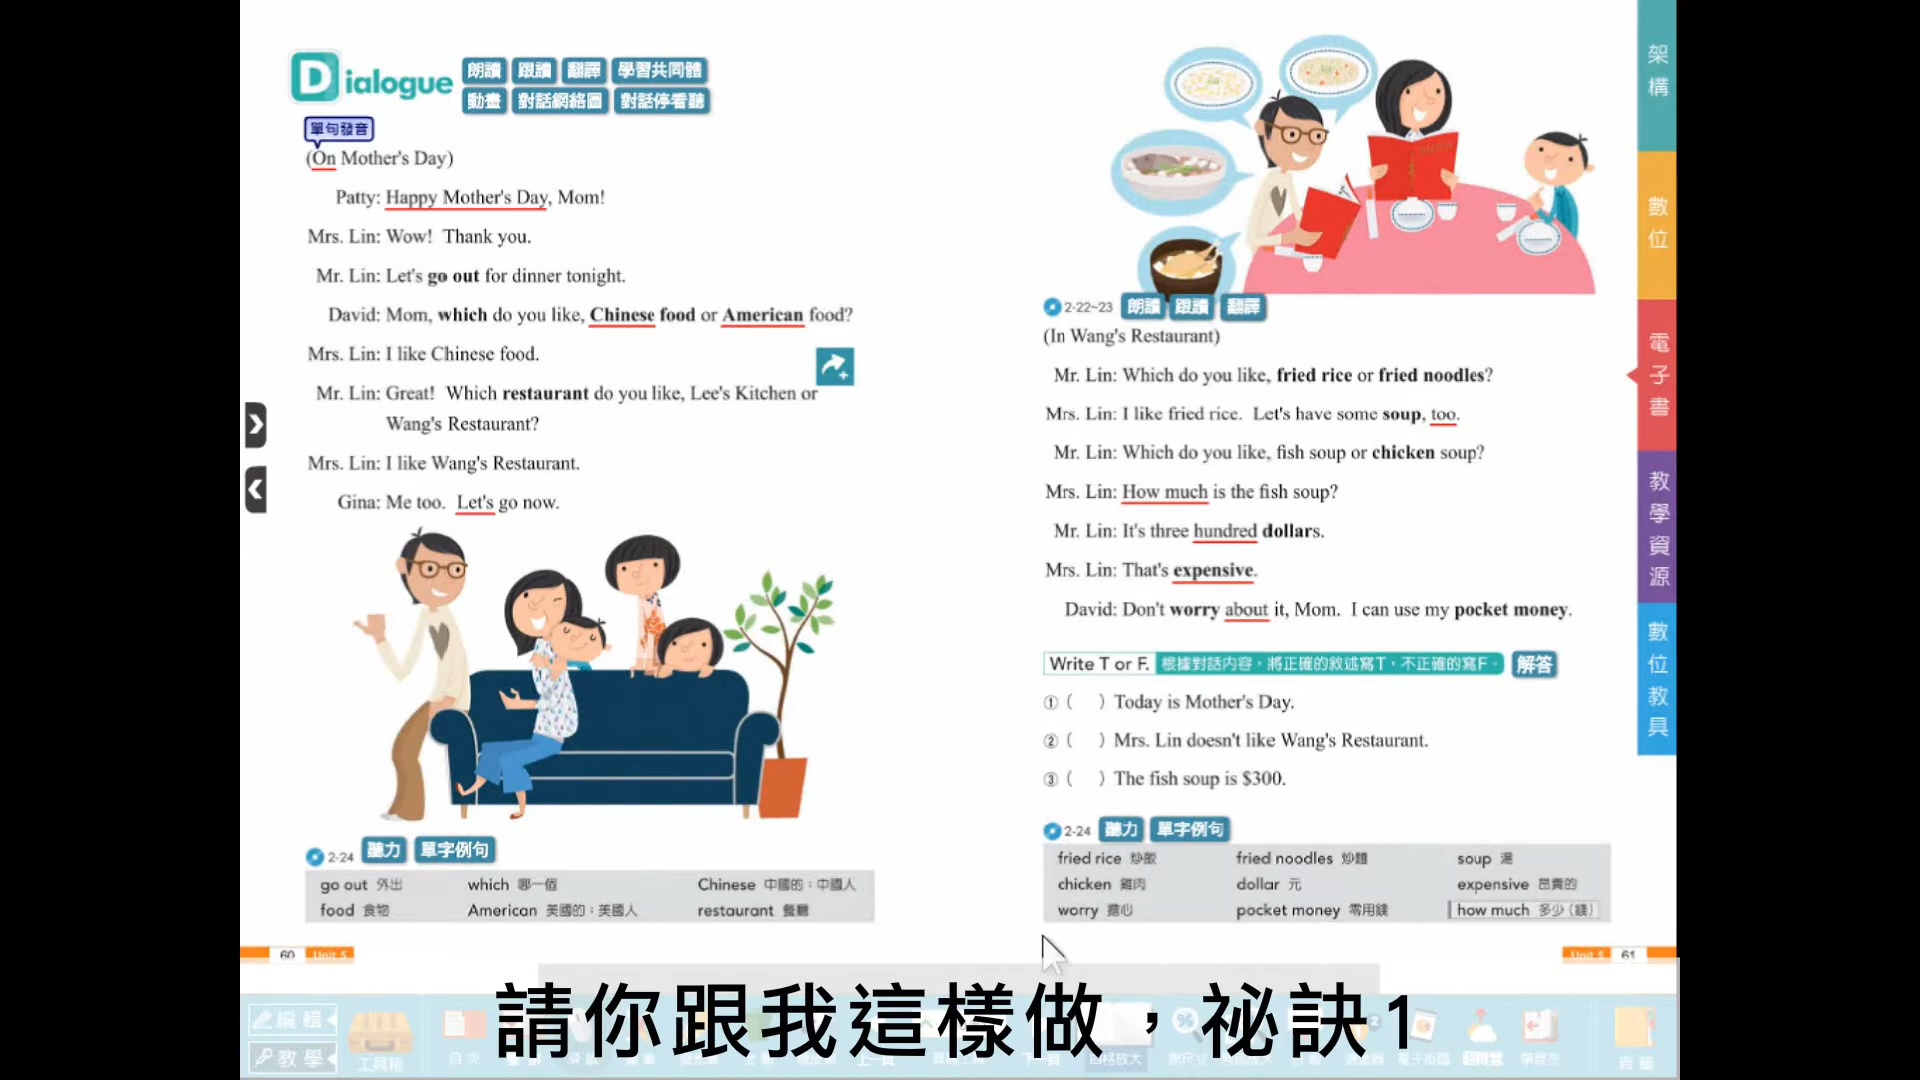 Dialogue 朗讀 跟讀 翻譯 學習共同體
動畫 對話網絡圖 對話停看聽
單句發音
(On Mother's Day)
Patty: Happy Mother's Day, Mom!
Mrs. Lin: Wow! Thank you.
Mr. Lin: Let's go out for dinner tonight.
David: Mom, which do you like, Chinese food or American food?
Mrs. Lin: I like Chinese food.
Mr. Lin: Great! Which restaurant do you like, Lee's Kitchen or
Wang's Restaurant?
Mrs. Lin: I like Wang's Restaurant.
Gina: Me too. Let's go now.
2-24 聽力 單字例句
go out 外出 which 哪一個 Chinese 中國的；中國人
food 食物 American 美國的；美國人 restaurant 餐廳
60 Unit 5
2-22~23 朗讀 跟讀 翻譯
(In Wang's Restaurant)
Mr. Lin: Which do you like, fried rice or fried noodles?
Mrs. Lin: I like fried rice. Let's have some soup, too.
Mr. Lin: Which do you like, fish soup or chicken soup?
Mrs. Lin: How much is the fish soup?
Mr. Lin: It's three hundred dollars.
Mrs. Lin: That's expensive.
David: Don't worry about it, Mom. I can use my pocket money.
Write T or F. 根據對話內容，將正確的敘述寫T，不正確的寫F。 解答
① ( ) Today is Mother's Day.
② ( ) Mrs. Lin doesn't like Wang's Restaurant.
③ ( ) The fish soup is $300.
2-24 聽力 單字例句
fried rice 炒飯 fried noodles 炒麵 soup 湯
chicken 雞肉 dollar 元 expensive 昂貴的
worry 擔心 pocket money 零用錢 how much 多少(錢)
Unit 5 61
架構
數位
電子書
教學資源
數位教具
請你跟我這樣做，祕訣1
編輯
教學
工具箱